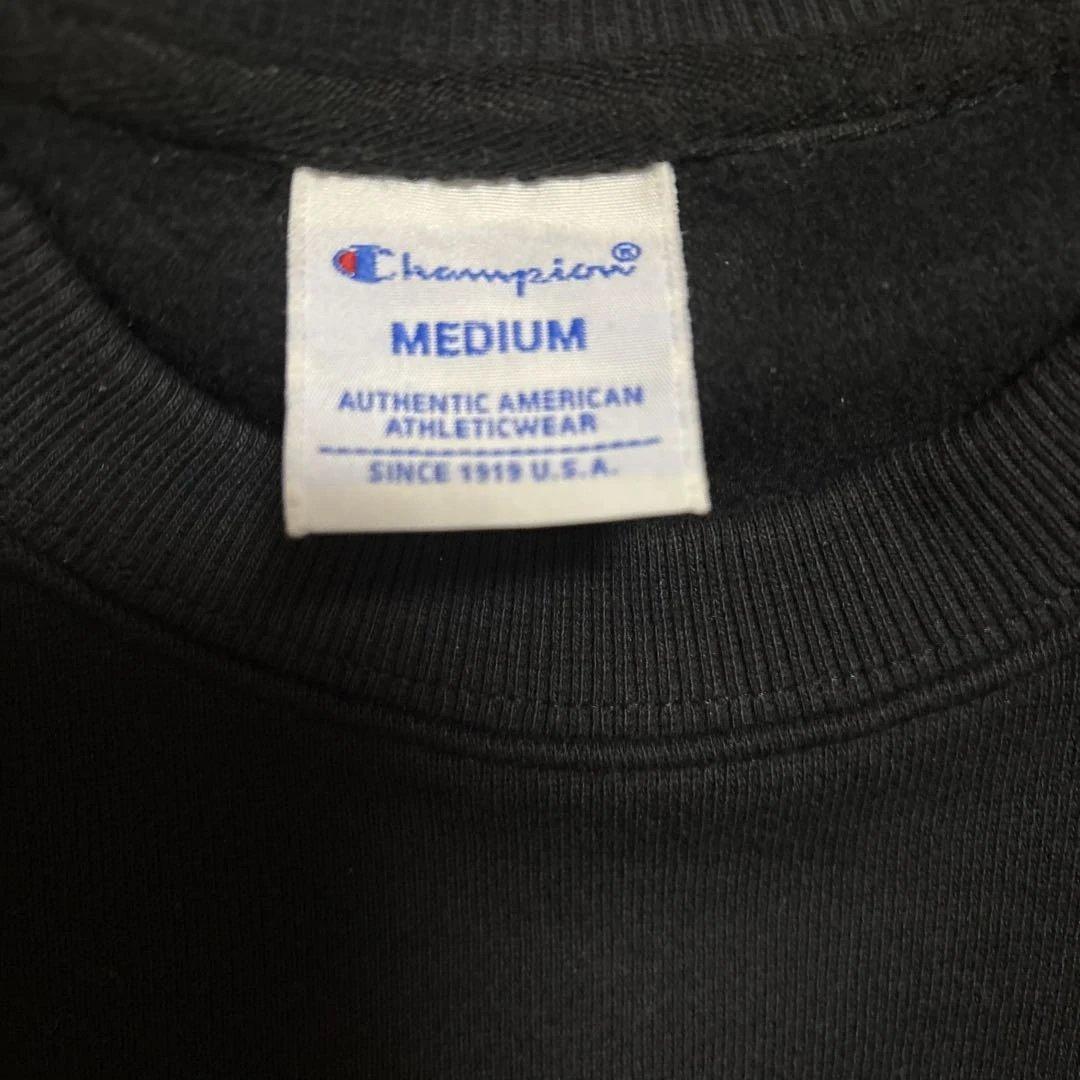 Champion®
MEDIUM
AUTHENTIC AMERICAN
ATHLETICWEAR
SINCE 1919 U.S.A.